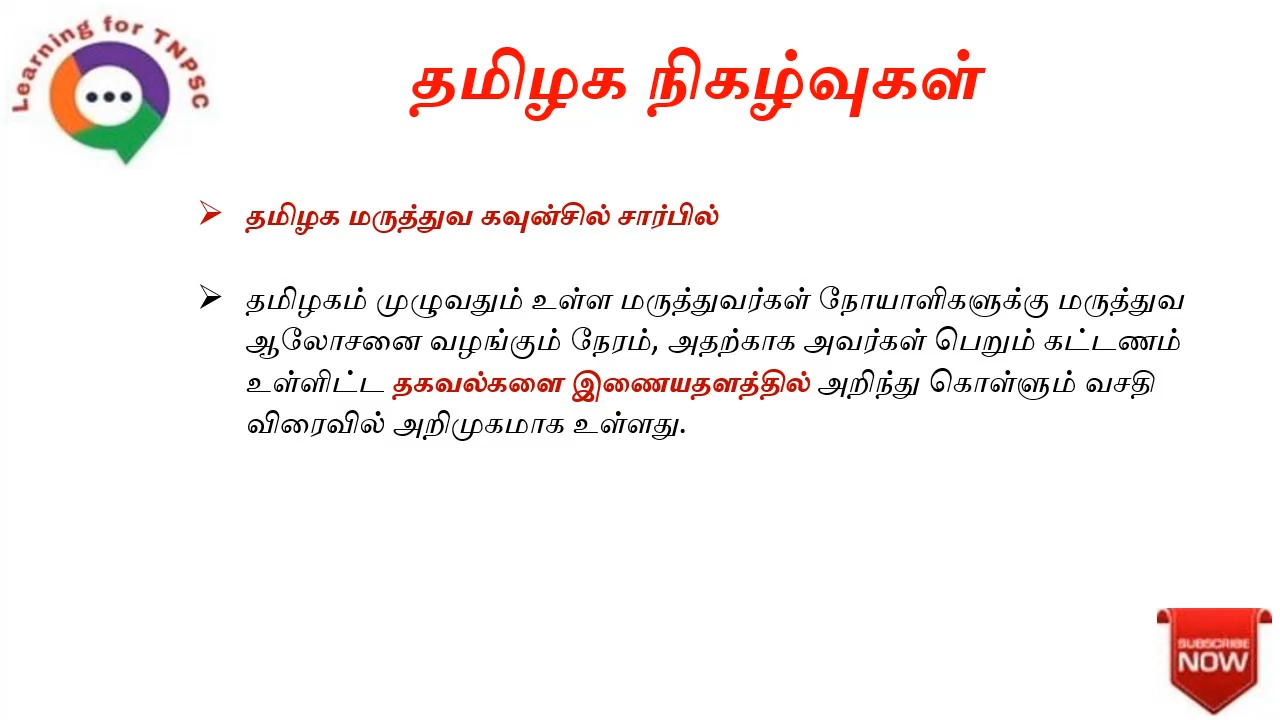 Learning for TNPSC
தமிழக நிகழ்வுகள்
தமிழக மருத்துவ கவுன்சில் சார்பில்
தமிழகம் முழுவதும் உள்ள மருத்துவர்கள் நோயாளிகளுக்கு மருத்துவ
ஆலோசனை வழங்கும் நேரம், அதற்காக அவர்கள் பெறும் கட்டணம்
உள்ளிட்ட தகவல்களை இணையதளத்தில் அறிந்து கொள்ளும் வசதி
விரைவில் அறிமுகமாக உள்ளது.
SUBSCRIBE
NOW